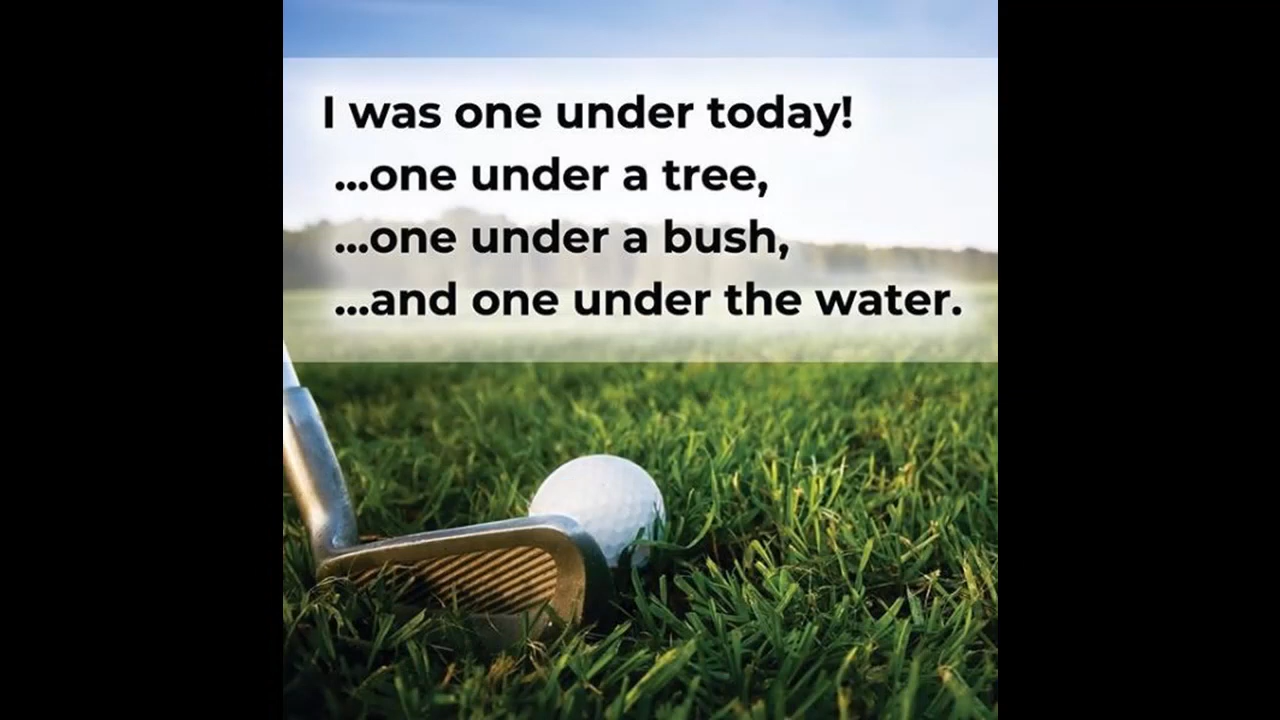 I was one under today!
...one under a tree,
...one under a bush,
...and one under the water.